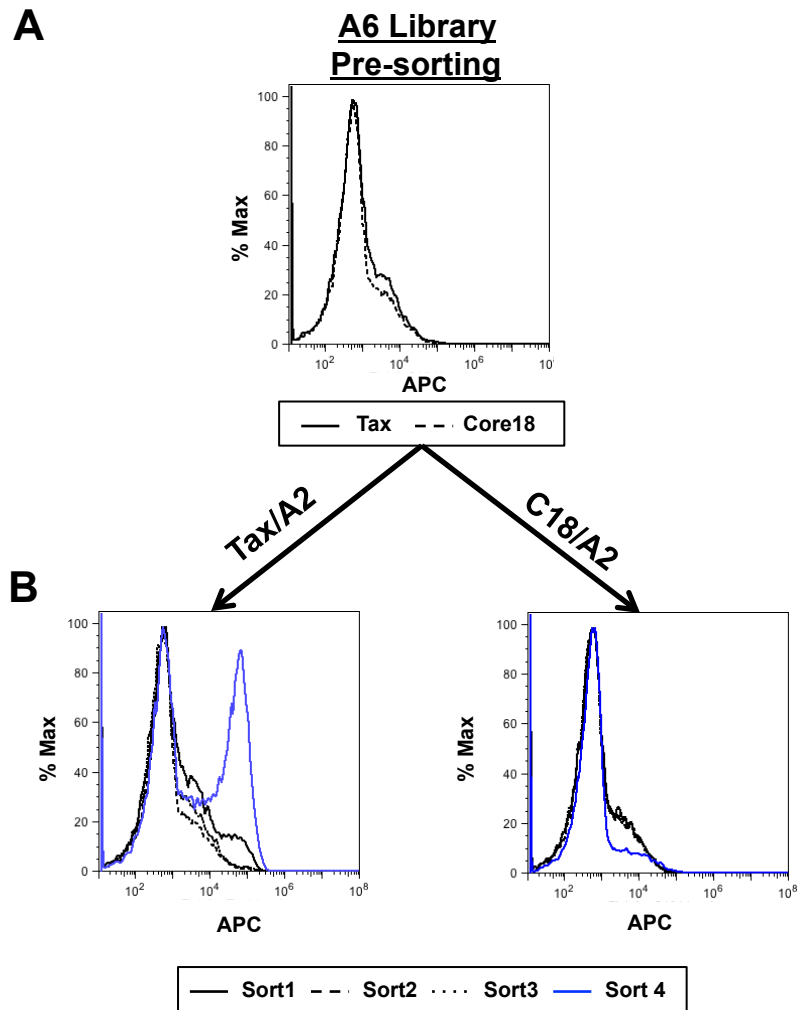 A
A6 Library
Pre-sorting
100
80
60
40
20
0
% Max
10² 10⁴ 10⁶
APC
Tax Core18
Tax/A2
C18/A2
B
100
80
60
40
20
0
% Max
10² 10⁴ 10⁶ 10⁸
APC
100
80
60
40
20
0
% Max
10² 10⁴ 10⁶ 10⁸
APC
Sort1 Sort2 Sort3 Sort 4